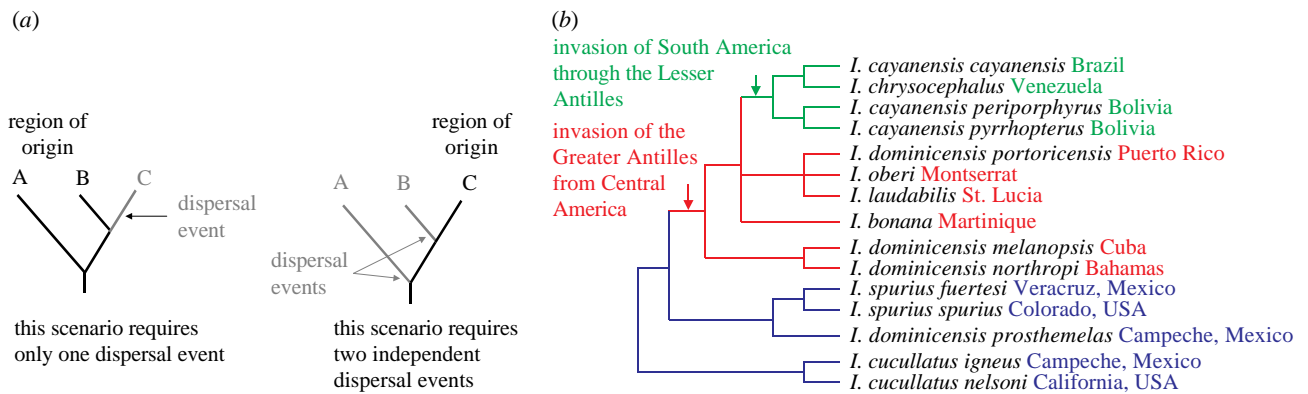 (a)
region of
origin
A
B
C
dispersal
event
this scenario requires
only one dispersal event
region of
origin
A
B
C
dispersal
events
this scenario requires
two independent
dispersal events
(b)
invasion of South America
through the Lesser
Antilles
invasion of the
Greater Antilles
from Central
America
I. cayanensis cayanensis Brazil
I. chrysocephalus Venezuela
I. cayanensis periporphyrus Bolivia
I. cayanensis pyrrhopterus Bolivia
I. dominicensis portoricensis Puerto Rico
I. oberi Montserrat
I. laudabilis St. Lucia
I. bonana Martinique
I. dominicensis melanopsis Cuba
I. dominicensis northropi Bahamas
I. spurius fuertesi Veracruz, Mexico
I. spurius spurius Colorado, USA
I. dominicensis prosthemelas Campeche, Mexico
I. cucullatus igneus Campeche, Mexico
I. cucullatus nelsoni California, USA